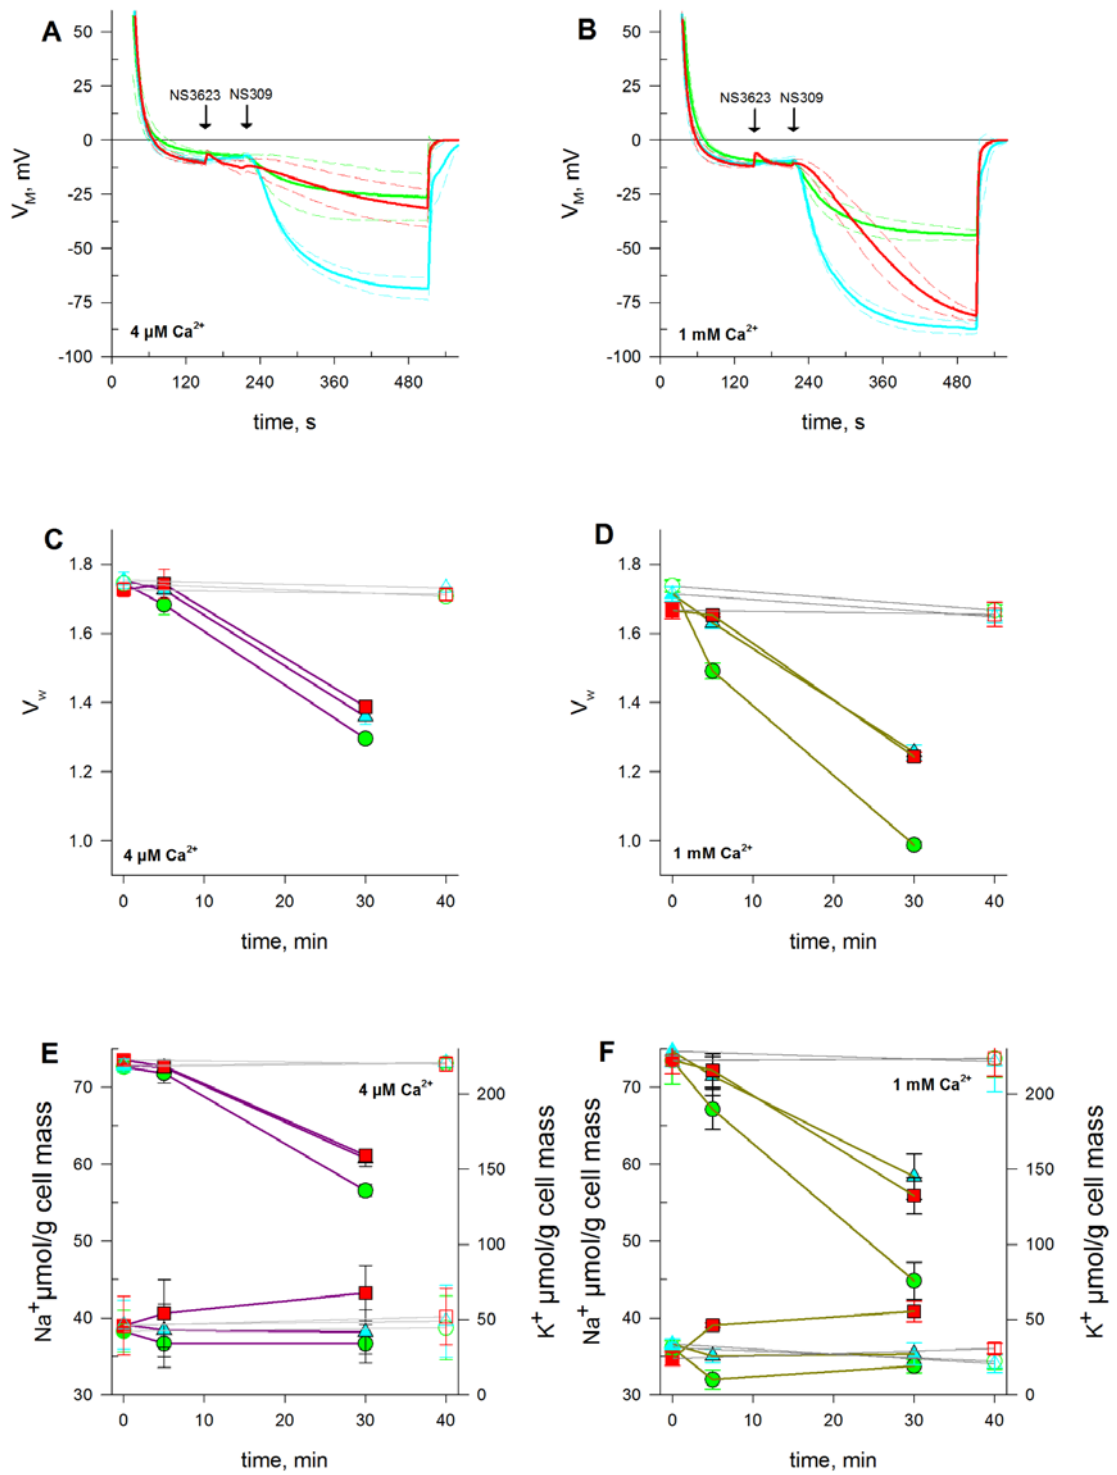 A
B
50
25
0
-25
-50
-75
-100
V_M, mV
NS3623
NS309
4 µM Ca²⁺
0
120
240
360
480
time, s
50
25
0
-25
-50
-75
-100
V_M, mV
NS3623
NS309
1 mM Ca²⁺
0
120
240
360
480
time, s
C
1.8
1.6
1.4
1.2
1.0
V_w
4 µM Ca²⁺
0
10
20
30
40
time, min
D
1.8
1.6
1.4
1.2
1.0
V_w
1 mM Ca²⁺
0
10
20
30
40
time, min
E
70
60
50
40
30
Na⁺ µmol/g cell mass
4 µM Ca²⁺
200
150
100
50
0
K⁺ µmol/g cell mass
0
10
20
30
40
time, min
F
70
60
50
40
30
Na⁺ µmol/g cell mass
1 mM Ca²⁺
200
150
100
50
0
K⁺ µmol/g cell mass
0
10
20
30
40
time, min